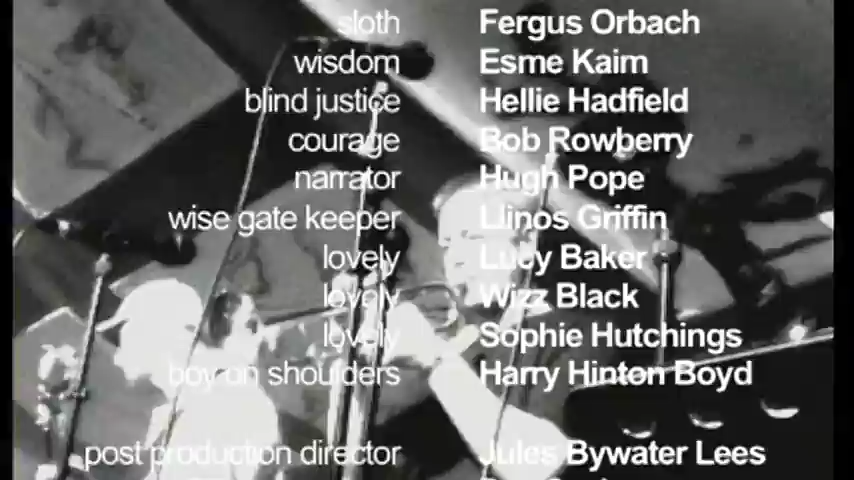 sloth Fergus Orbach
wisdom Esme Kaim
blind justice Hellie Hadfield
courage Bob Rowberry
narrator Hugh Pope
wise gate keeper Llinos Griffin
lovely Lucy Baker
lovely Wizz Black
lovely Sophie Hutchings
boy on shoulders Harry Hinton Boyd
post production director Jules Bywater Lees